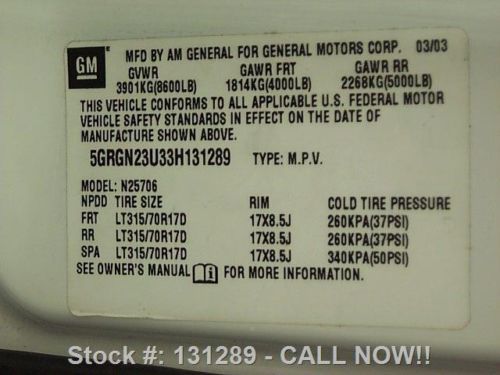 GM
MFD BY AM GENERAL FOR GENERAL MOTORS CORP. 03/03
GVWR GAWR FRT GAWR RR
3901KG(8600LB) 1814KG(4000LB) 2268KG(5000LB)
THIS VEHICLE CONFORMS TO ALL APPLICABLE U.S. FEDERAL MOTOR
VEHICLE SAFETY STANDARDS IN EFFECT ON THE DATE OF
MANUFACTURE SHOWN ABOVE.
5GRGN23U33H131289 TYPE: M.P.V.
MODEL: N25706
NPDD TIRE SIZE RIM COLD TIRE PRESSURE
FRT LT315/70R17D 17X8.5J 260KPA(37PSI)
RR LT315/70R17D 17X8.5J 260KPA(37PSI)
SPA LT315/70R17D 17X8.5J 340KPA(50PSI)
SEE OWNER'S MANUAL FOR MORE INFORMATION.
Stock #: 131289 - CALL NOW!!